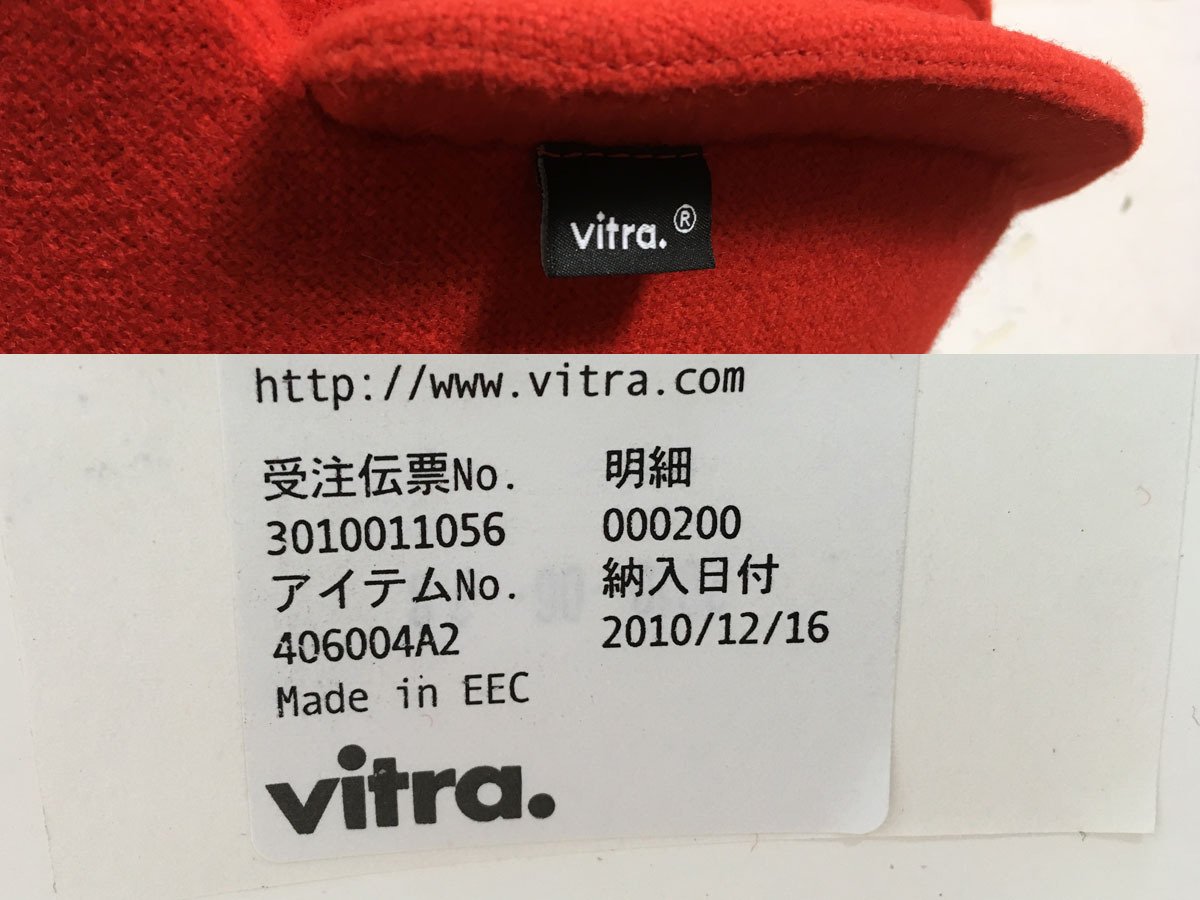 vitra.®
http://www.vitra.com
受注伝票No. 明細
3010011056 000200
アイテムNo. 納入日付
406004A2 2010/12/16
Made in EEC
vitra.